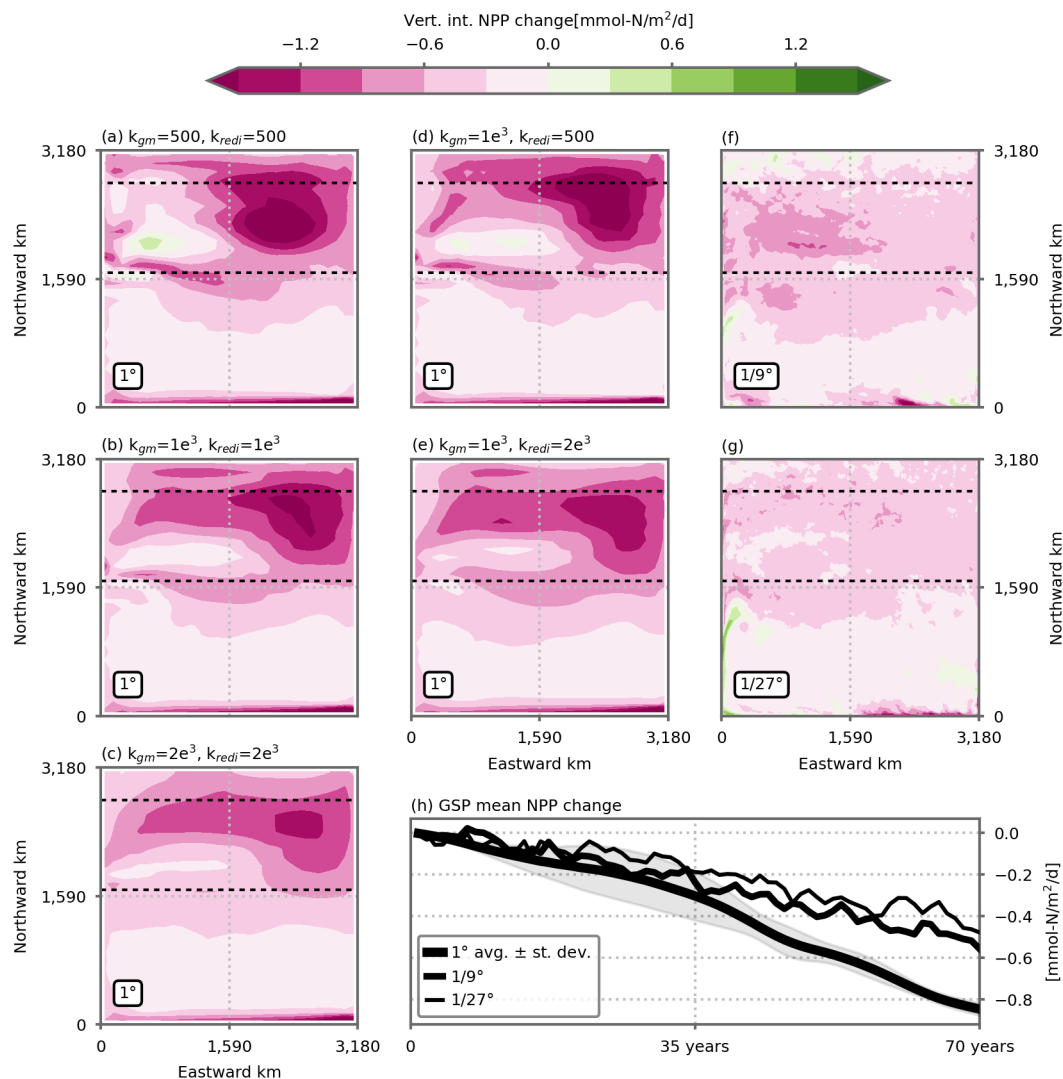 Vert. int. NPP change[mmol-N/m²/d]
−1.2 −0.6 0.0 0.6 1.2
(a) k_gm=500, k_redi=500
(d) k_gm=1e³, k_redi=500
(f)
3,180
1,590
0
Northward km
1°
1°
1/9°
3,180
1,590
0
Northward km
(b) k_gm=1e³, k_redi=1e³
(e) k_gm=1e³, k_redi=2e³
(g)
3,180
1,590
0
Northward km
1°
1°
1/27°
3,180
1,590
0
Northward km
0 1,590 3,180
Eastward km
0 1,590 3,180
Eastward km
(c) k_gm=2e³, k_redi=2e³
3,180
1,590
0
Northward km
1°
0 1,590 3,180
Eastward km
(h) GSP mean NPP change
0.0
−0.2
−0.4
−0.6
−0.8
[mmol-N/m²/d]
1° avg. ± st. dev.
1/9°
1/27°
0 35 years 70 years